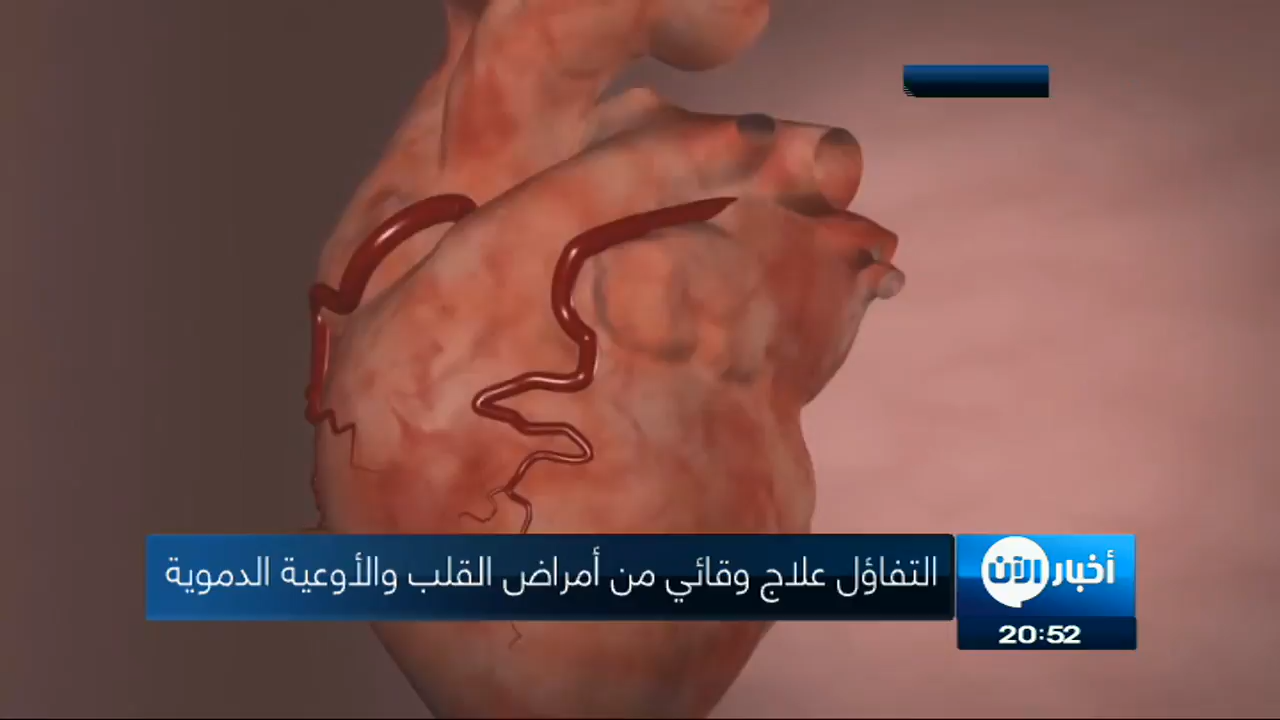 التفاؤل علاج وقائي من أمراض القلب والأوعية الدموية
أخبار الآن
20:52